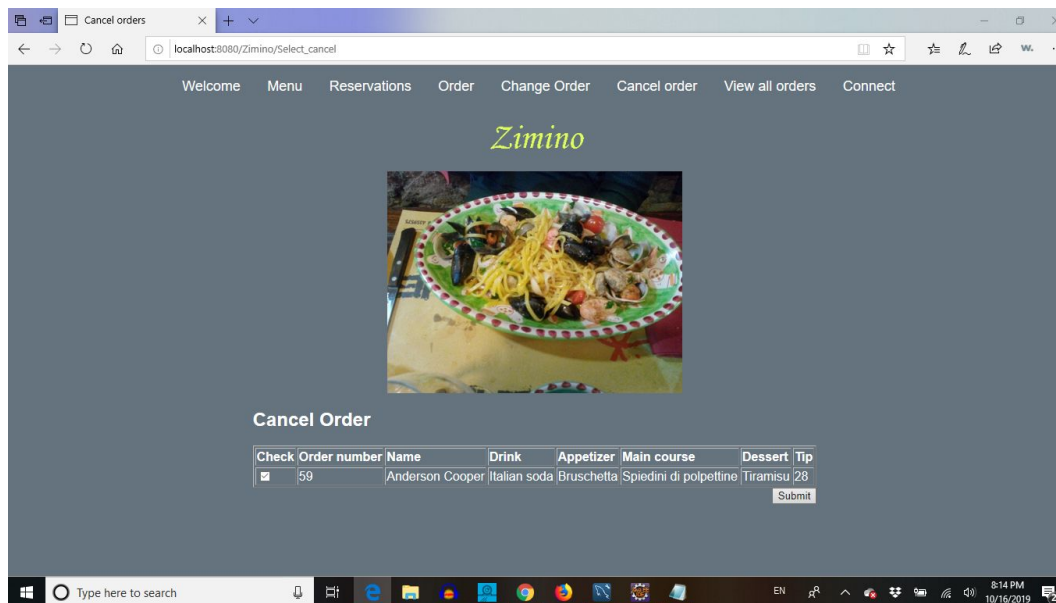 Cancel orders
localhost:8080/Zimino/Select_cancel
W.
Welcome Menu Reservations Order Change Order Cancel order View all orders Connect
Zimino
Cancel Order
Check Order number Name Drink Appetizer Main course Dessert Tip
59 Anderson Cooper Italian soda Bruschetta Spiedini di polpettine Tiramisu 28
Submit
Type here to search
EN
8:14 PM
10/16/2019